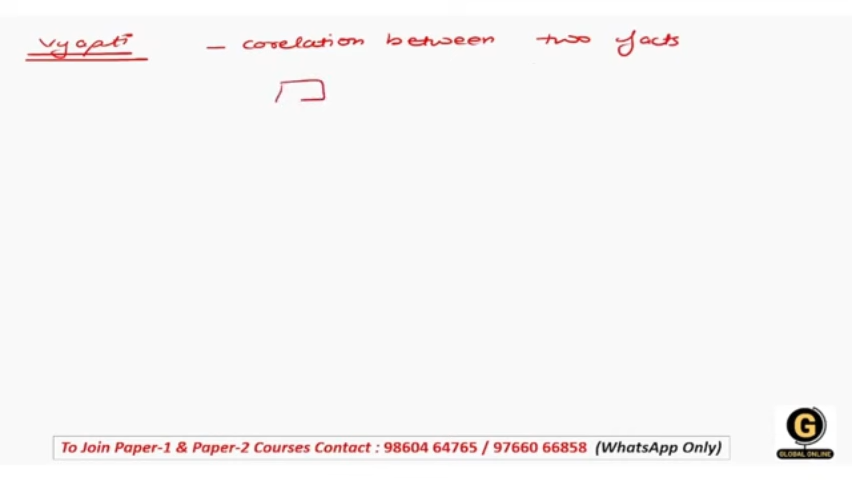 Vyapti – corelation between two facts
To Join Paper-1 & Paper-2 Courses Contact : 98604 64765 / 97660 66858 (WhatsApp Only)
G
GLOBAL ONLINE